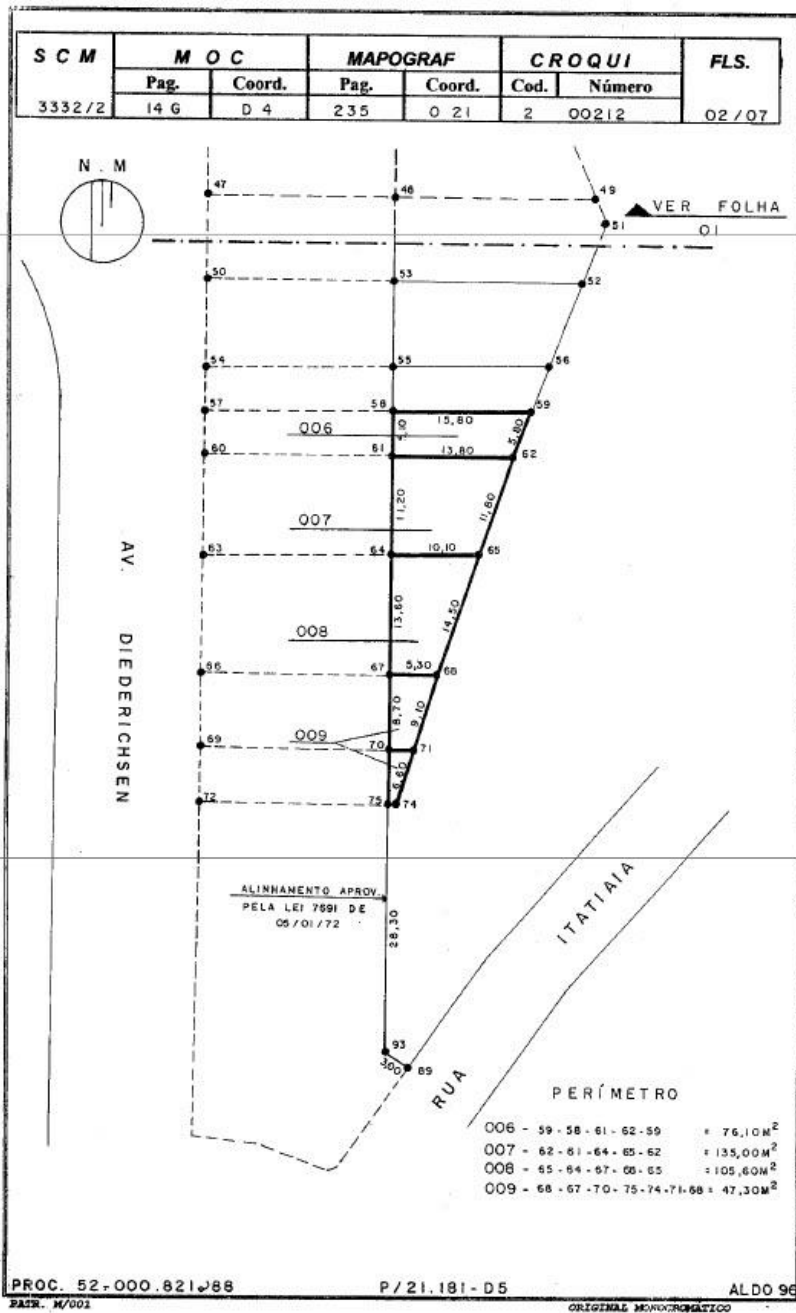 S C M M O C MAPOGRAF CROQUI FLS.
Pag. Coord. Pag. Coord. Cod. Número
3332/2 14 G D 4 235 O 21 2 00212 02/07
N . M
47 48 49
VER FOLHA
51 01
50 53 52
54 55 56
57 58 59
15,80
006 5,10 5,80
60 61 13,80 62
11,20 11,80
007
63 64 10,10 65
13,60 14,50
008
66 67 5,30 68
8,70 9,10
009
69 70 71
6,60
72 75 74
AV. DIEDERICHSEN
ALINHAMENTO APROV.
PELA LEI 7691 DE
05/01/72
28,30
ITATIAIA
93
3,00 89
RUA
PERÍMETRO
006 - 59 - 58 - 61 - 62 - 59 = 76,10M²
007 - 62 - 61 - 64 - 65 - 62 = 135,00M²
008 - 65 - 64 - 67 - 68 - 65 = 105,60M²
009 - 68 - 67 - 70 - 75 - 74 - 71 - 68 = 47,30M²
PROC. 52-000.821 88 P/21.181-D5 ALDO 96
PATR. M/001 ORIGINAL MONOCROMÁTICO